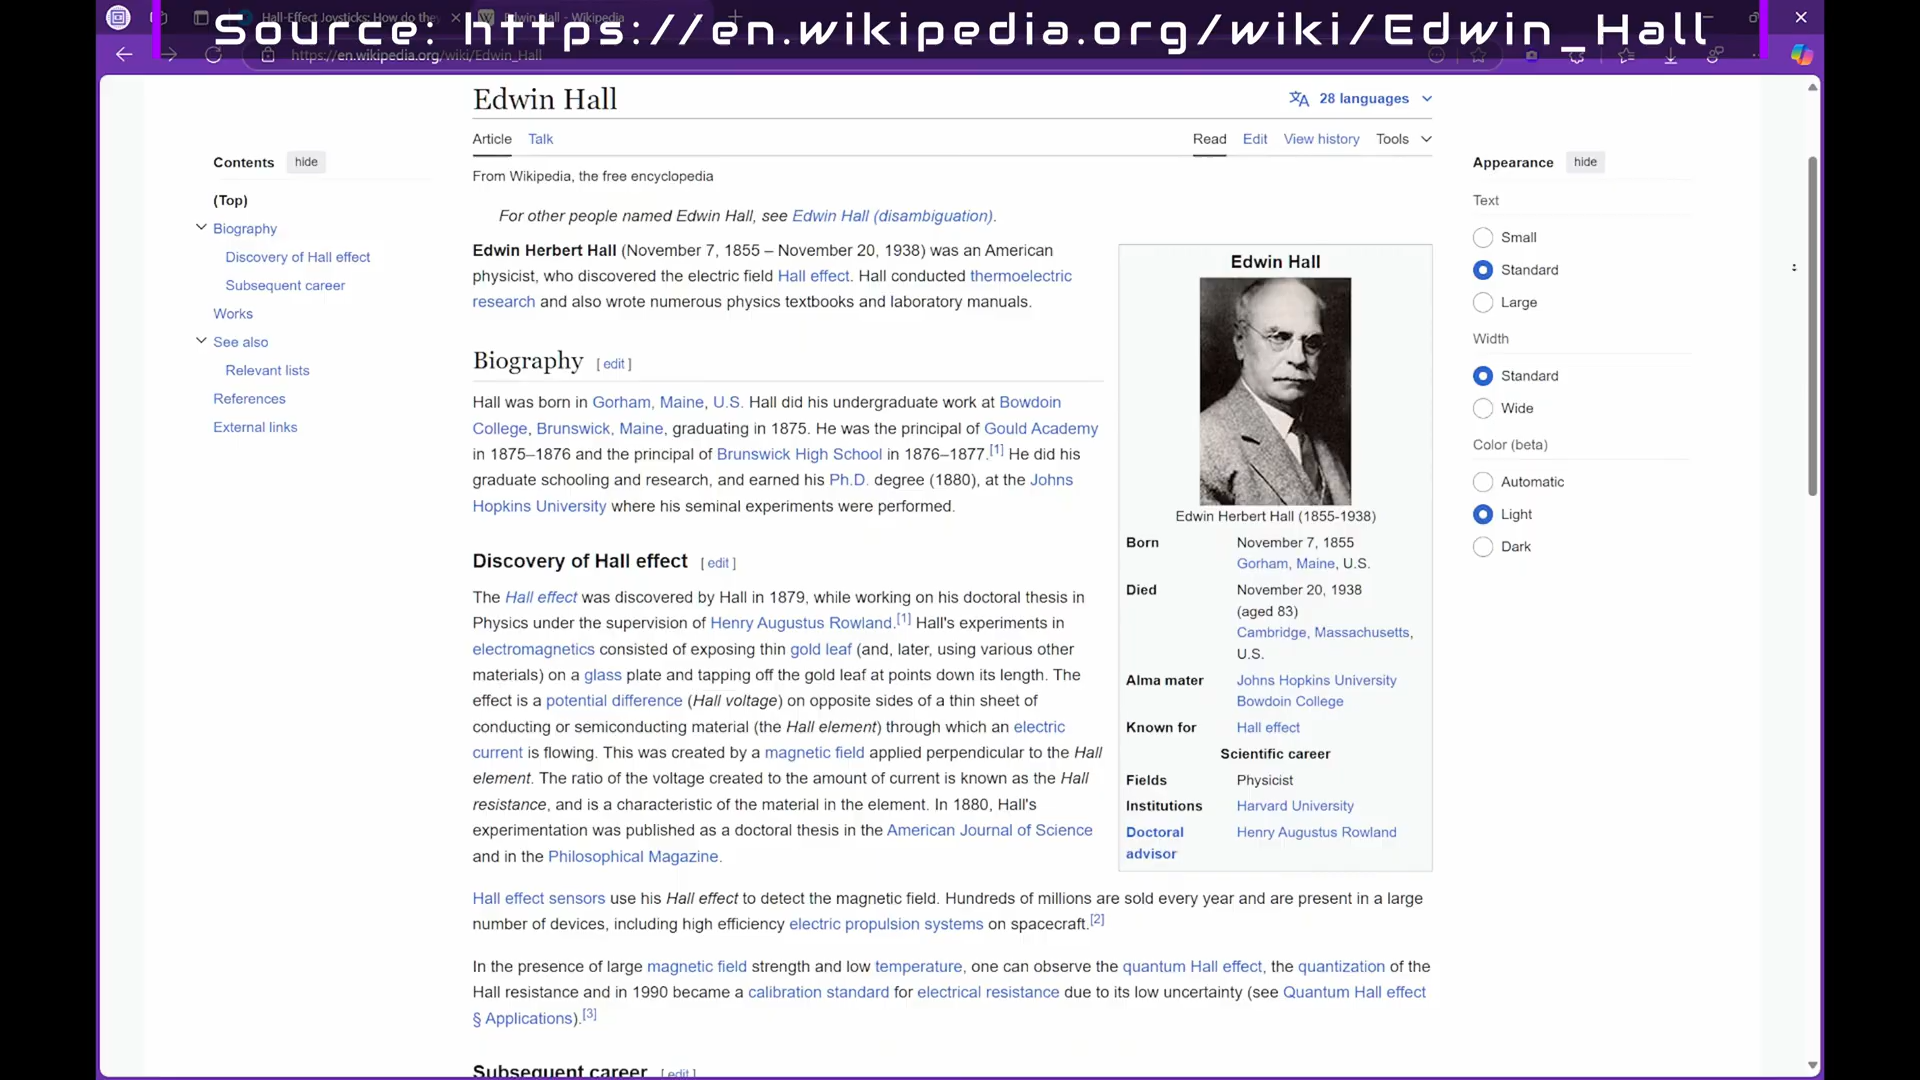 Hall-Effect Joysticks: How do they
Edwin Hall - Wikipedia
Source: https://en.wikipedia.org/wiki/Edwin_Hall
https://en.wikipedia.org/wiki/Edwin_Hall
Edwin Hall
28 languages
Article Talk
Read Edit View history Tools
From Wikipedia, the free encyclopedia
Contents hide
(Top)
Biography
Discovery of Hall effect
Subsequent career
Works
See also
Relevant lists
References
External links
For other people named Edwin Hall, see Edwin Hall (disambiguation).
Edwin Herbert Hall (November 7, 1855 – November 20, 1938) was an American
physicist, who discovered the electric field Hall effect. Hall conducted thermoelectric
research and also wrote numerous physics textbooks and laboratory manuals.
Biography [ edit ]
Hall was born in Gorham, Maine, U.S. Hall did his undergraduate work at Bowdoin
College, Brunswick, Maine, graduating in 1875. He was the principal of Gould Academy
in 1875–1876 and the principal of Brunswick High School in 1876–1877.[1] He did his
graduate schooling and research, and earned his Ph.D. degree (1880), at the Johns
Hopkins University where his seminal experiments were performed.
Discovery of Hall effect [ edit ]
The Hall effect was discovered by Hall in 1879, while working on his doctoral thesis in
Physics under the supervision of Henry Augustus Rowland.[1] Hall's experiments in
electromagnetics consisted of exposing thin gold leaf (and, later, using various other
materials) on a glass plate and tapping off the gold leaf at points down its length. The
effect is a potential difference (Hall voltage) on opposite sides of a thin sheet of
conducting or semiconducting material (the Hall element) through which an electric
current is flowing. This was created by a magnetic field applied perpendicular to the Hall
element. The ratio of the voltage created to the amount of current is known as the Hall
resistance, and is a characteristic of the material in the element. In 1880, Hall's
experimentation was published as a doctoral thesis in the American Journal of Science
and in the Philosophical Magazine.
Hall effect sensors use his Hall effect to detect the magnetic field. Hundreds of millions are sold every year and are present in a large
number of devices, including high efficiency electric propulsion systems on spacecraft.[2]
In the presence of large magnetic field strength and low temperature, one can observe the quantum Hall effect, the quantization of the
Hall resistance and in 1990 became a calibration standard for electrical resistance due to its low uncertainty (see Quantum Hall effect
§ Applications).[3]
Subsequent career [ edit ]
Edwin Hall
Edwin Herbert Hall (1855-1938)
Born November 7, 1855
Gorham, Maine, U.S.
Died November 20, 1938
(aged 83)
Cambridge, Massachusetts,
U.S.
Alma mater Johns Hopkins University
Bowdoin College
Known for Hall effect
Scientific career
Fields Physicist
Institutions Harvard University
Doctoral Henry Augustus Rowland
advisor
Appearance hide
Text
Small
Standard
Large
Width
Standard
Wide
Color (beta)
Automatic
Light
Dark